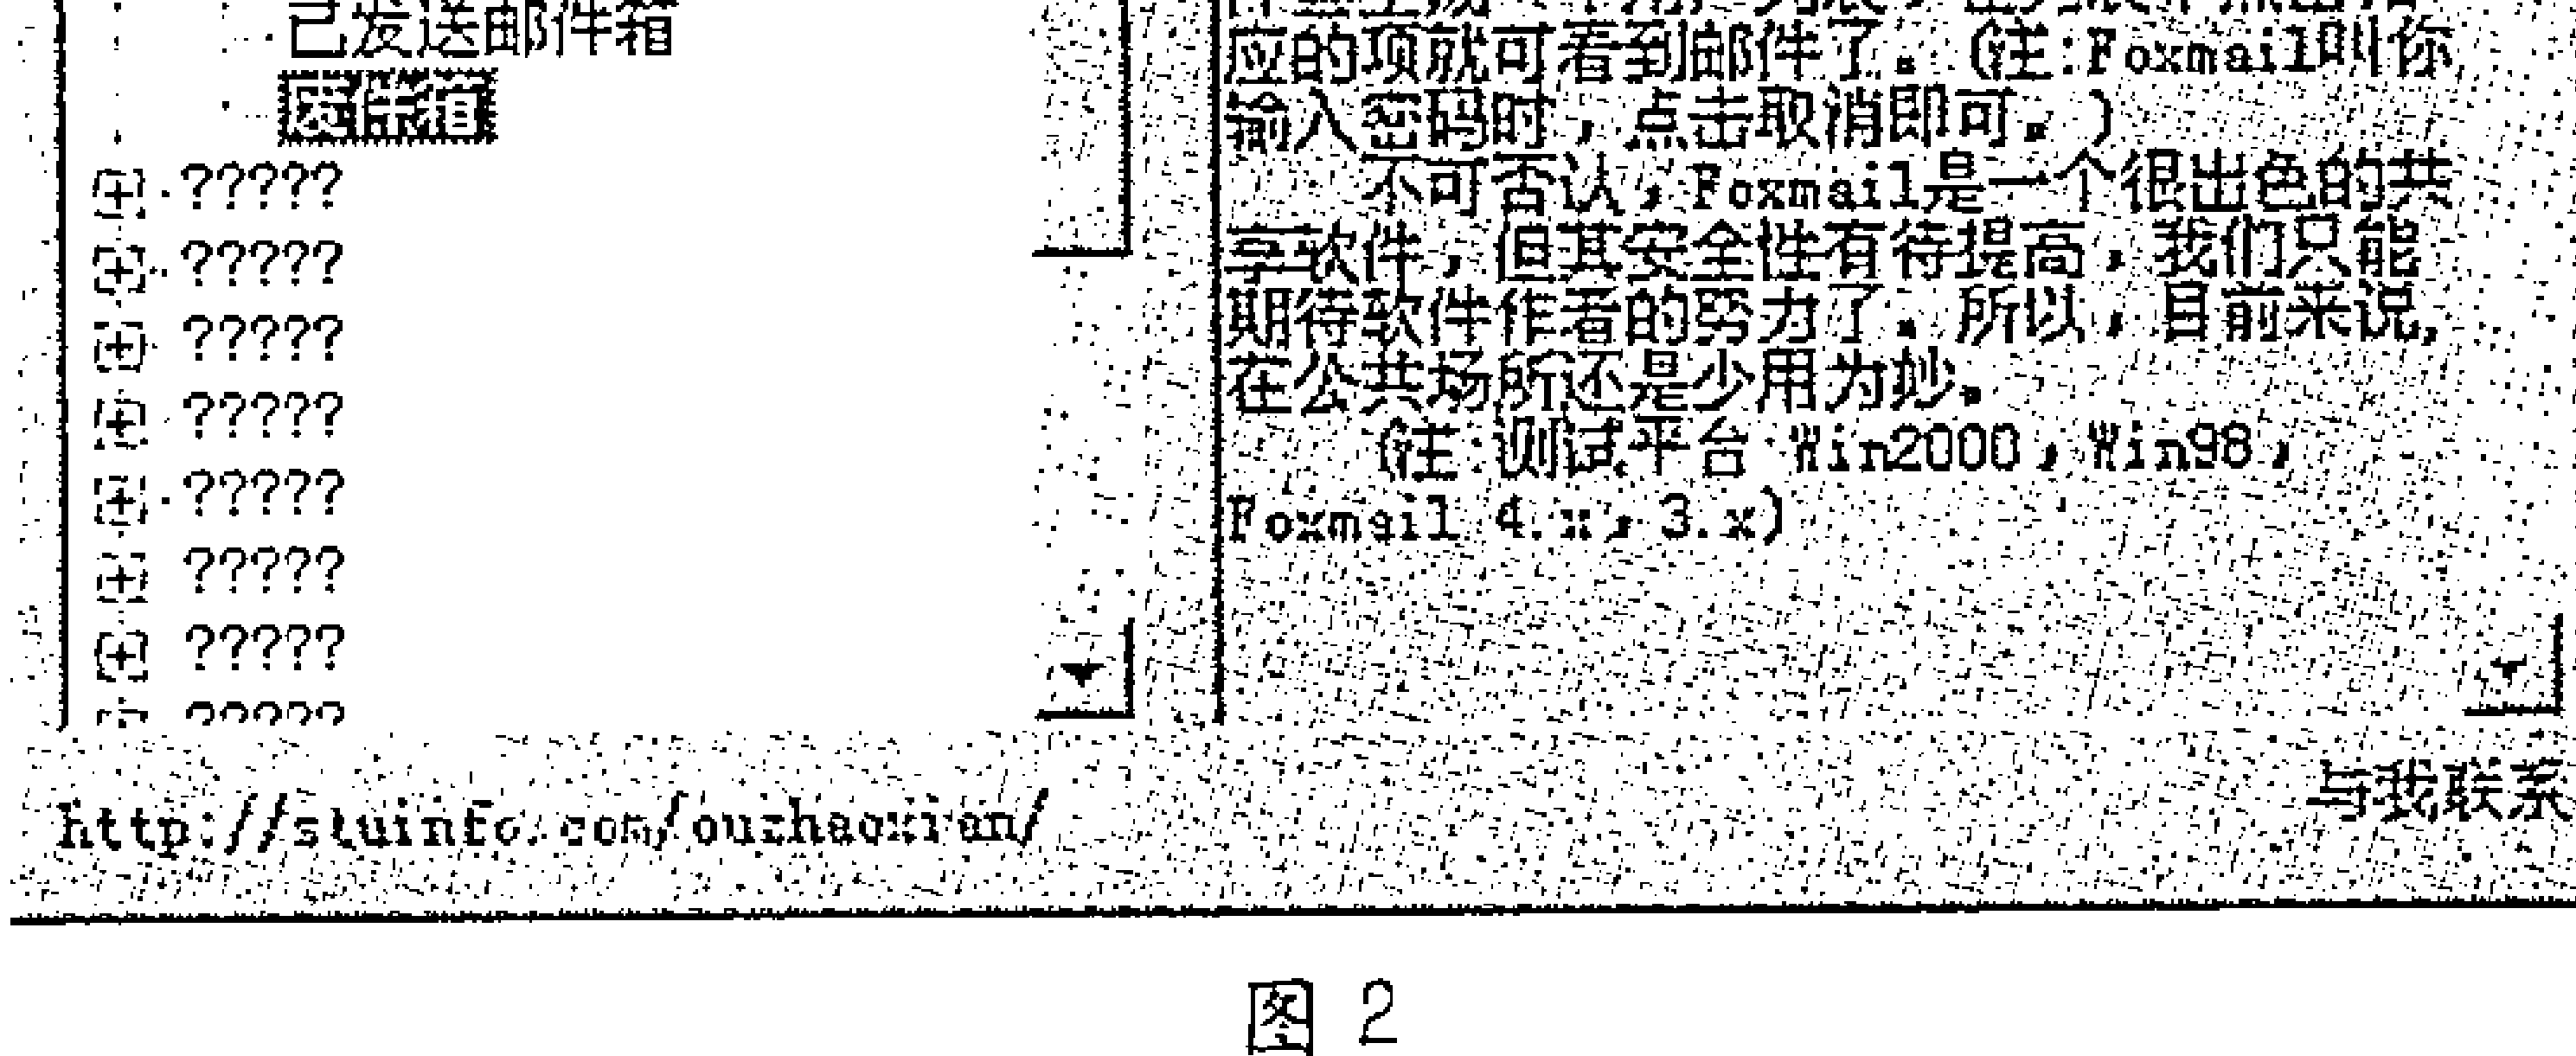 已发送邮件箱
废件箱
?????
?????
?????
?????
?????
?????
?????
?????
应的项就可看到邮件了。(注:Foxmail叫你
输入密码时，点击取消即可。)
不可否认，Foxmail是一个很出色的共
享软件，但其安全性有待提高，我们只能
期待软件作者的努力了。所以，目前来说，
在公共场所还是少用为妙。
(注:测试平台 Win2000，Win98，
Foxmail 4.x，3.x)
与我联系
图 2